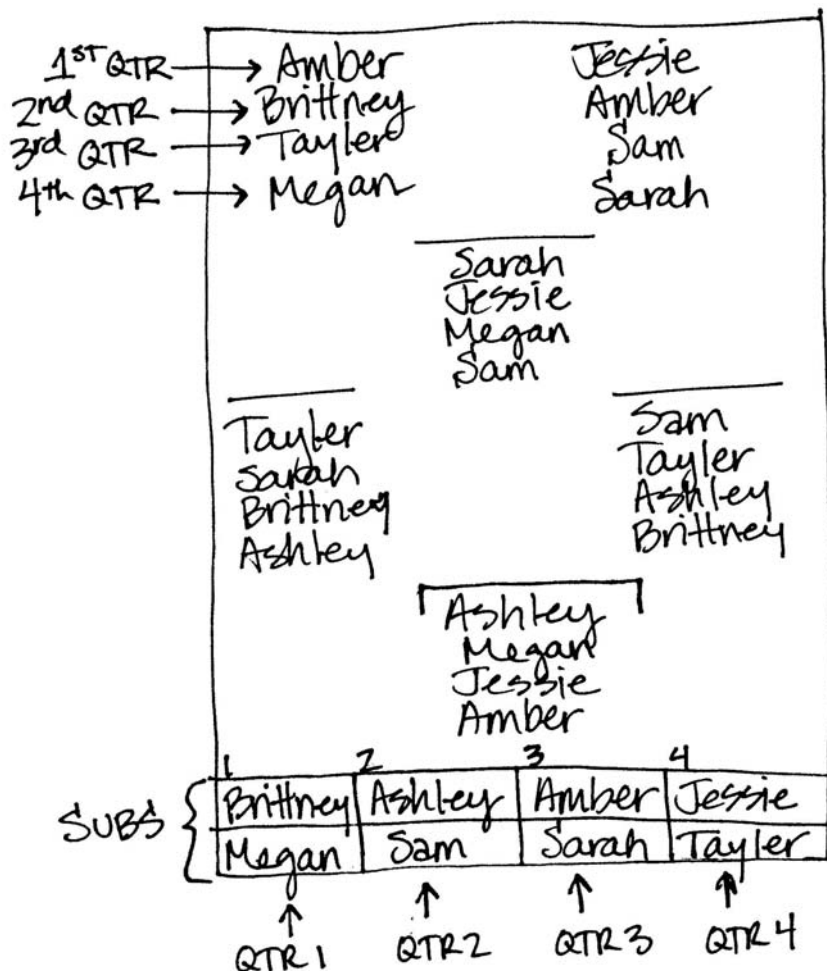 1ST QTR → Amber Jessie
2nd QTR → Brittney Amber
3rd QTR → Tayler Sam
4th QTR → Megan Sarah
Sarah
Jessie
Megan
Sam
Tayler
Sarah
Brittney
Ashley
Sam
Tayler
Ashley
Brittney
Ashley
Megan
Jessie
Amber
1 2 3 4
SUBS { Brittney Ashley Amber Jessie
Megan Sam Sarah Tayler
↑ ↑ ↑ ↑
QTR 1 QTR 2 QTR 3 QTR 4